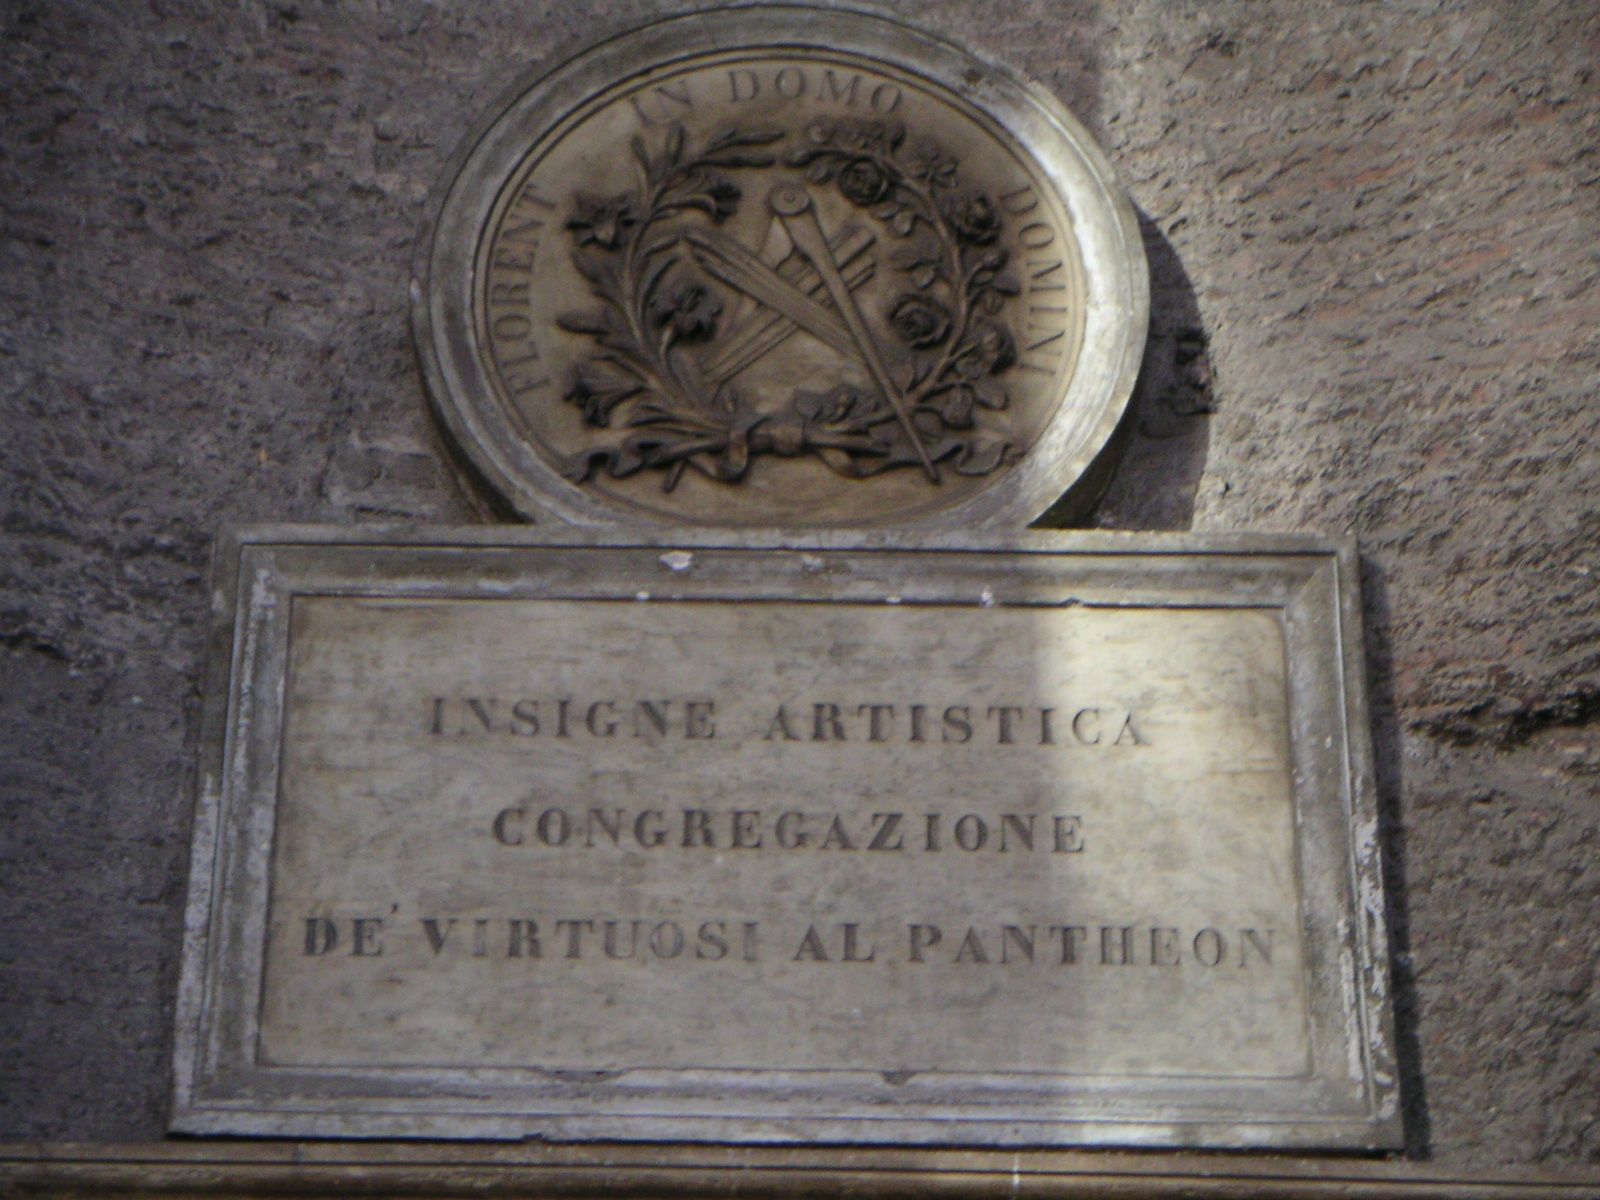 FLORENT IN DOMO DOMINI
INSIGNE ARTISTICA
CONGREGAZIONE
DE' VIRTUOSI AL PANTHEON